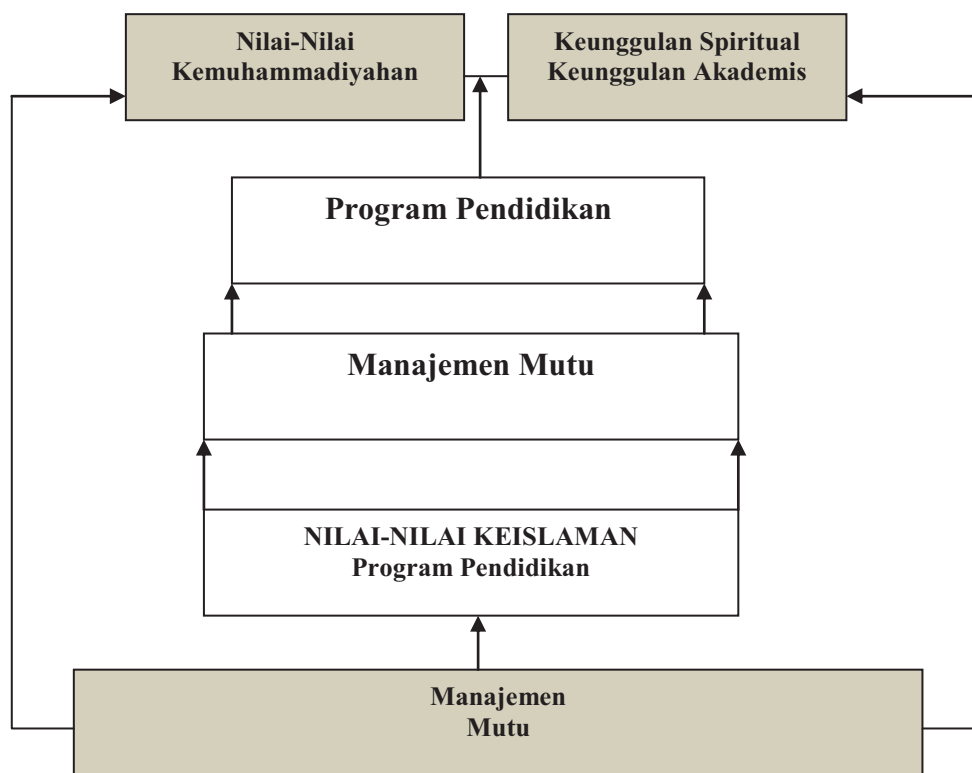 Nilai-Nilai
Kemuhammadiyahan
Keunggulan Spiritual
Keunggulan Akademis
Program Pendidikan
Manajemen Mutu
NILAI-NILAI KEISLAMAN
Program Pendidikan
Manajemen
Mutu